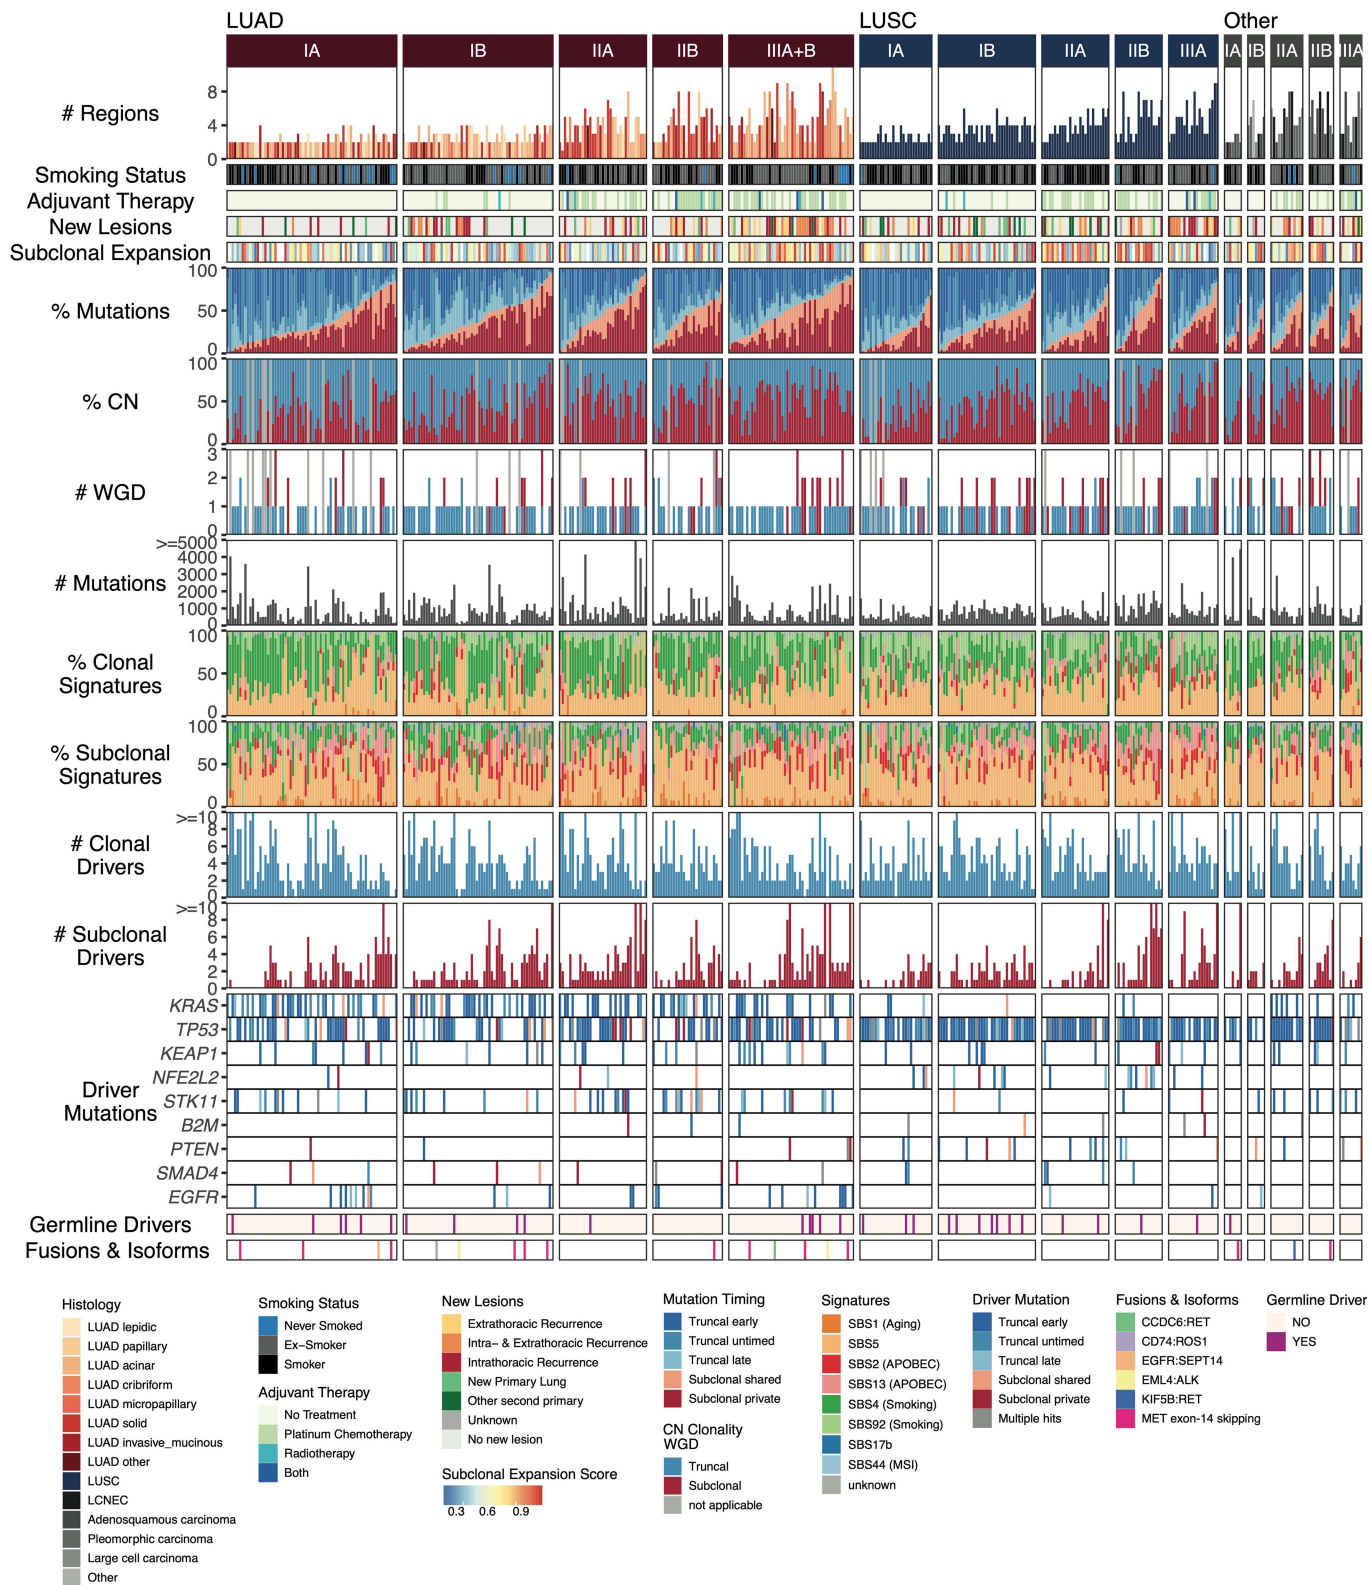 LUAD LUSC Other
IA IB IIA IIB IIIA+B IA IB IIA IIB IIIA IA IB IIA IIB IIIA
# Regions
8
4
0
Smoking Status
Adjuvant Therapy
New Lesions
Subclonal Expansion
% Mutations
100
50
0
% CN
100
50
0
# WGD
3
2
1
0
# Mutations
>=5000
4000
3000
2000
1000
0
% Clonal
Signatures
100
50
0
% Subclonal
Signatures
100
50
0
# Clonal
Drivers
>=10
8
6
4
2
0
# Subclonal
Drivers
>=10
8
6
4
2
0
Driver
Mutations
KRAS
TP53
KEAP1
NFE2L2
STK11
B2M
PTEN
SMAD4
EGFR
Germline Drivers
Fusions & Isoforms
Histology
LUAD lepidic
LUAD papillary
LUAD acinar
LUAD cribriform
LUAD micropapillary
LUAD solid
LUAD invasive_mucinous
LUAD other
LUSC
LCNEC
Adenosquamous carcinoma
Pleomorphic carcinoma
Large cell carcinoma
Other
Smoking Status
Never Smoked
Ex-Smoker
Smoker
Adjuvant Therapy
No Treatment
Platinum Chemotherapy
Radiotherapy
Both
New Lesions
Extrathoracic Recurrence
Intra- & Extrathoracic Recurrence
Intrathoracic Recurrence
New Primary Lung
Other second primary
Unknown
No new lesion
Subclonal Expansion Score
0.3 0.6 0.9
Mutation Timing
Truncal early
Truncal untimed
Truncal late
Subclonal shared
Subclonal private
CN Clonality
WGD
Truncal
Subclonal
not applicable
Signatures
SBS1 (Aging)
SBS5
SBS2 (APOBEC)
SBS13 (APOBEC)
SBS4 (Smoking)
SBS92 (Smoking)
SBS17b
SBS44 (MSI)
unknown
Driver Mutation
Truncal early
Truncal untimed
Truncal late
Subclonal shared
Subclonal private
Multiple hits
Fusions & Isoforms
CCDC6:RET
CD74:ROS1
EGFR:SEPT14
EML4:ALK
KIF5B:RET
MET exon-14 skipping
Germline Driver
NO
YES